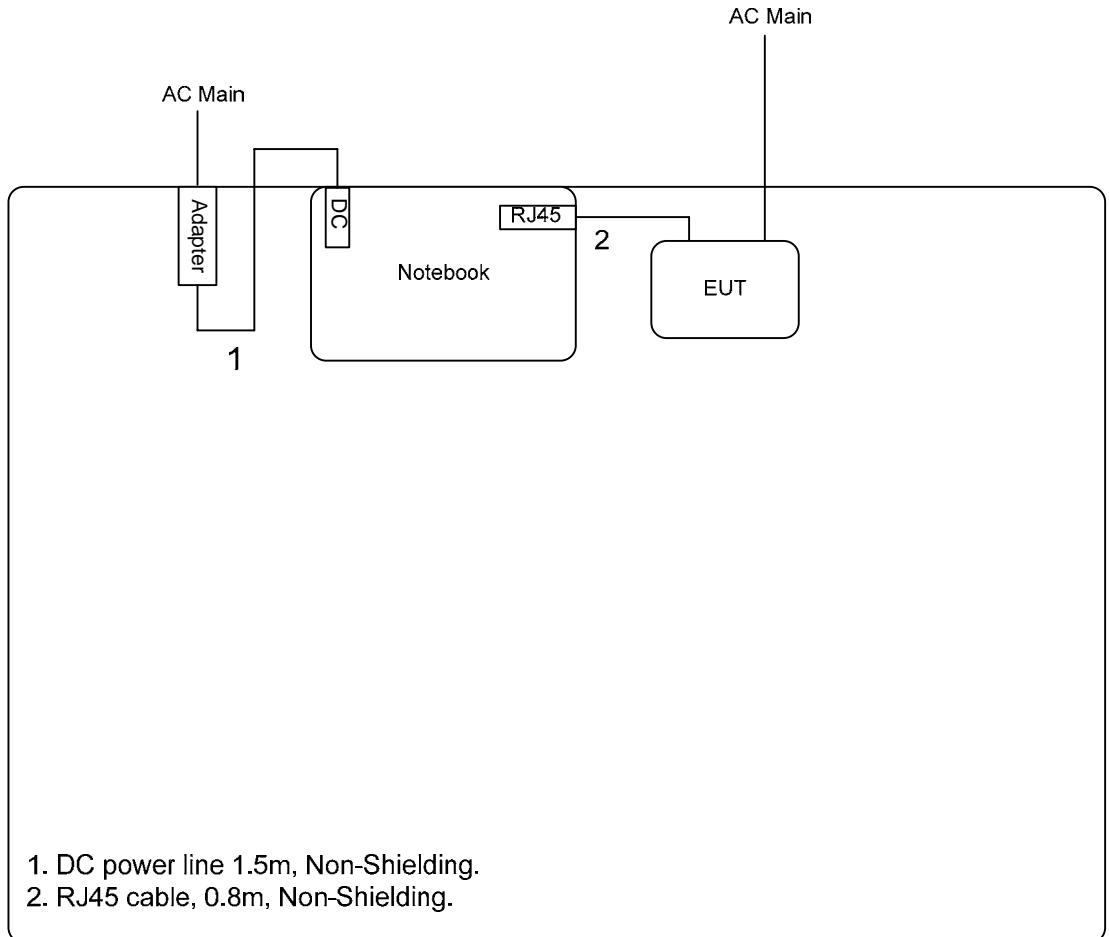 AC Main
AC Main
Adapter
DC
RJ45
2
Notebook
EUT
1
1. DC power line 1.5m, Non-Shielding.
2. RJ45 cable, 0.8m, Non-Shielding.